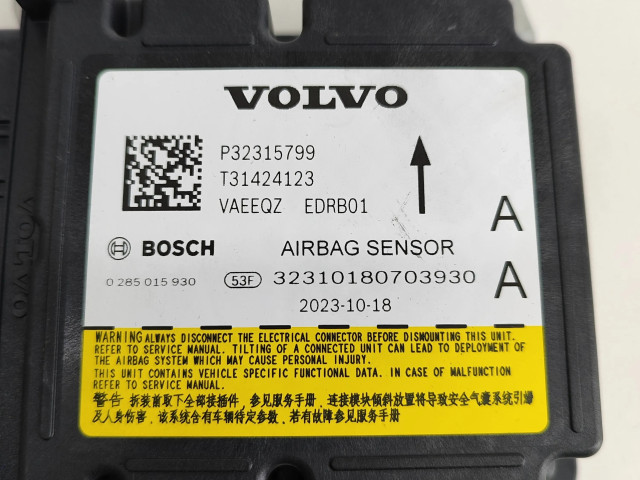 VOLVO
P32315799
T31424123
VAEEQZ EDRB01
A
BOSCH AIRBAG SENSOR
A
0 285 015 930 53F 32310180703930
2023-10-18
WARNING ALWAYS DISCONNECT THE ELECTRICAL CONNECTOR BEFORE DISMOUNTING THIS UNIT.
REFER TO SERVICE MANUAL. TILTING OF A CONNECTED UNIT CAN LEAD TO DEPLOYMENT OF
THE AIRBAG SYSTEM WHICH MAY CAUSE PERSONAL INJURY.
THIS UNIT CONTAINS VEHICLE SPECIFIC FUNCTIONAL DATA. IN CASE OF MALFUNCTION
REFER TO SERVICE MANUAL.
警告 拆装前取下全部接插件，参见服务手册，连接模块倾斜放置将导致安全气囊系统引爆
及人身伤害。该系统含有车辆待定参数，若有故障参见服务手册
VOLVO